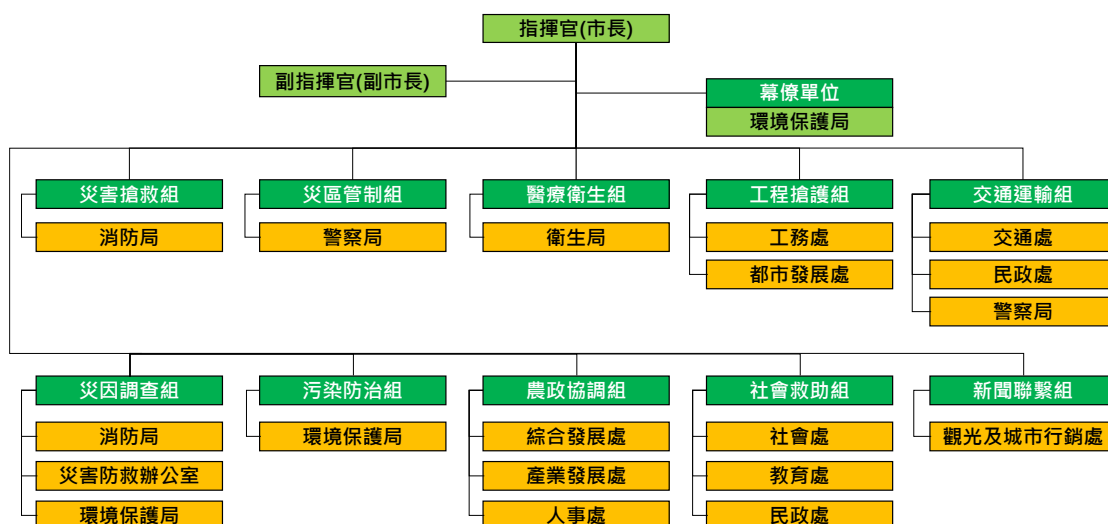 指揮官(市長)
副指揮官(副市長)
幕僚單位
環境保護局
災害搶救組
消防局
災區管制組
警察局
醫療衛生組
衛生局
工程搶護組
工務處
都市發展處
交通運輸組
交通處
民政處
警察局
災因調查組
消防局
災害防救辦公室
環境保護局
污染防治組
環境保護局
農政協調組
綜合發展處
產業發展處
人事處
社會救助組
社會處
教育處
民政處
新聞聯繫組
觀光及城市行銷處